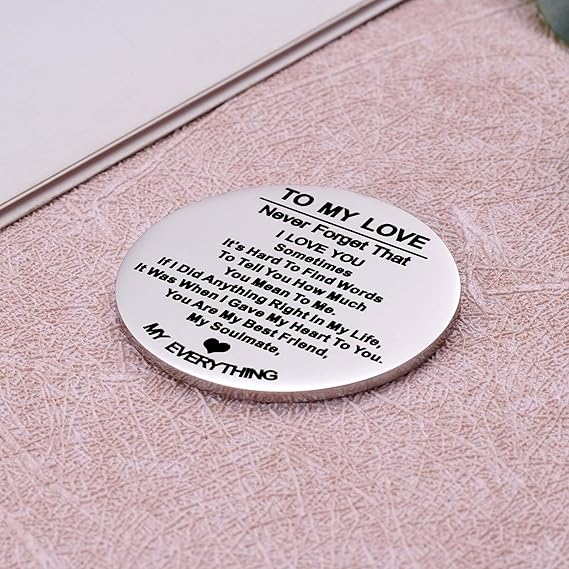 TO MY LOVE
Never Forget That
I LOVE YOU
Sometimes
It's Hard To Find Words
To Tell You How Much
You Mean To Me.
If I Did Anything Right In My Life,
It Was When I Gave My Heart To You.
You Are My Best Friend,
My Soulmate,
MY EVERYTHING